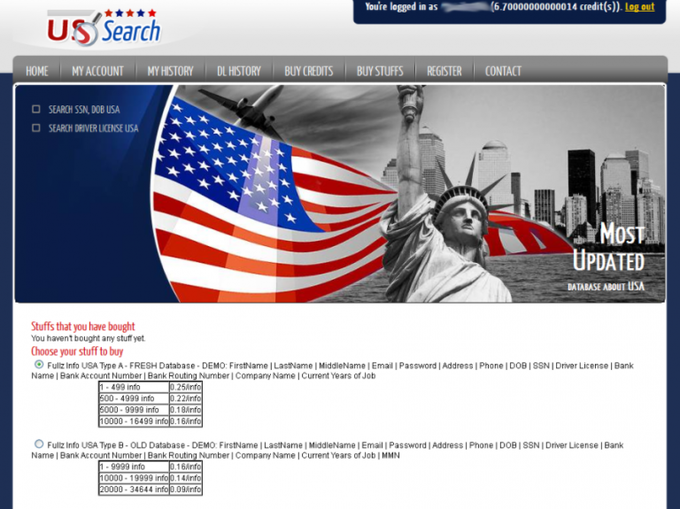 You're logged in as (6.70000000000014 credit(s)). Log out
US Search
HOME MY ACCOUNT MY HISTORY DL HISTORY BUY CREDITS BUY STUFFS REGISTER CONTACT
SEARCH SSN, DOB USA
SEARCH DRIVER LICENSE USA
MOST
UPDATED
DATABASE ABOUT USA
Stuffs that you have bought
You haven't bought any stuff yet.
Choose your stuff to buy
Fullz Info USA Type A - FRESH Database - DEMO: FirstName | LastName | MiddleName | Email | Password | Address | Phone | DOB | SSN | Driver License | Bank
Name | Bank Account Number | Bank Routing Number | Company Name | Current Years of Job
1 - 499 info 0.25/info
500 - 4999 info 0.22/info
5000 - 9999 info 0.18/info
10000 - 16499 info 0.16/info
Fullz Info USA Type B - OLD Database - DEMO: FirstName | LastName | MiddleName | Email | Password | Address | Phone | DOB | SSN | Driver License | Bank
Name | Bank Account Number | Bank Routing Number | Company Name | Current Years of Job | MMN
1 - 9999 info 0.16/info
10000 - 19999 info 0.14/info
20000 - 34644 info 0.09/info